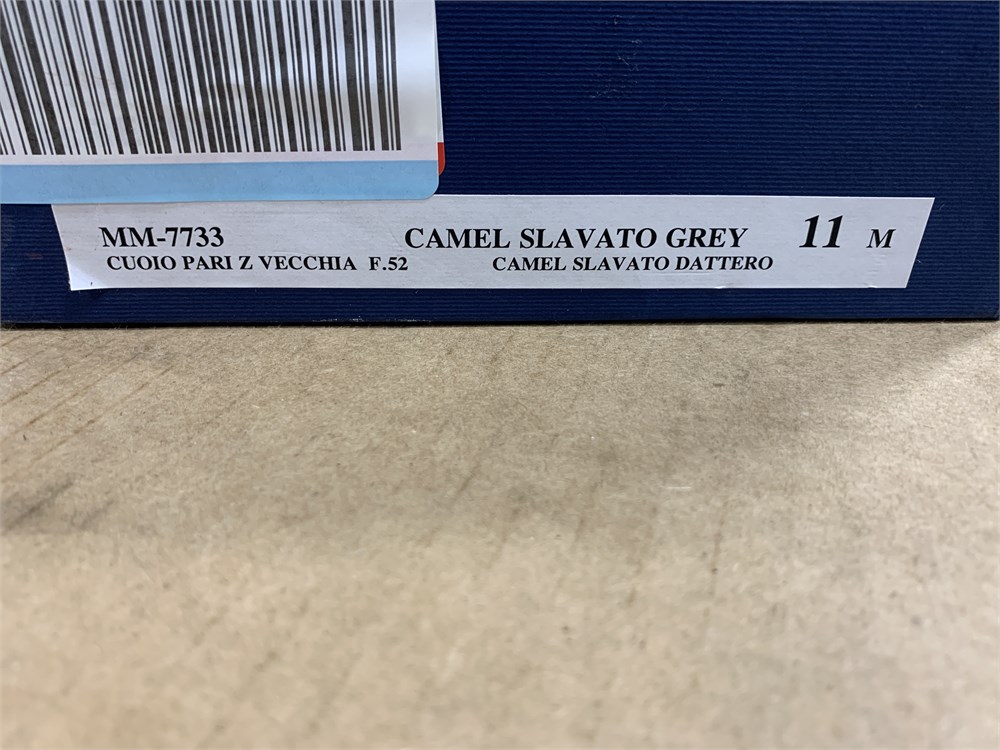 MM-7733 CAMEL SLAVATO GREY 11 M
CUOIO PARI Z VECCHIA F.52 CAMEL SLAVATO DATTERO